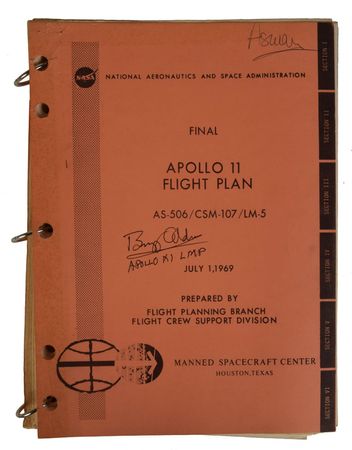 NASA
NATIONAL AERONAUTICS AND SPACE ADMINISTRATION
FINAL
APOLLO 11
FLIGHT PLAN
AS-506/CSM-107/LM-5
Buzz Aldrin
APOLLO XI LMP
JULY 1,1969
PREPARED BY
FLIGHT PLANNING BRANCH
FLIGHT CREW SUPPORT DIVISION
MANNED SPACECRAFT CENTER
HOUSTON,TEXAS
SECTION I
SECTION II
SECTION III
SECTION IV
SECTION V
SECTION VI